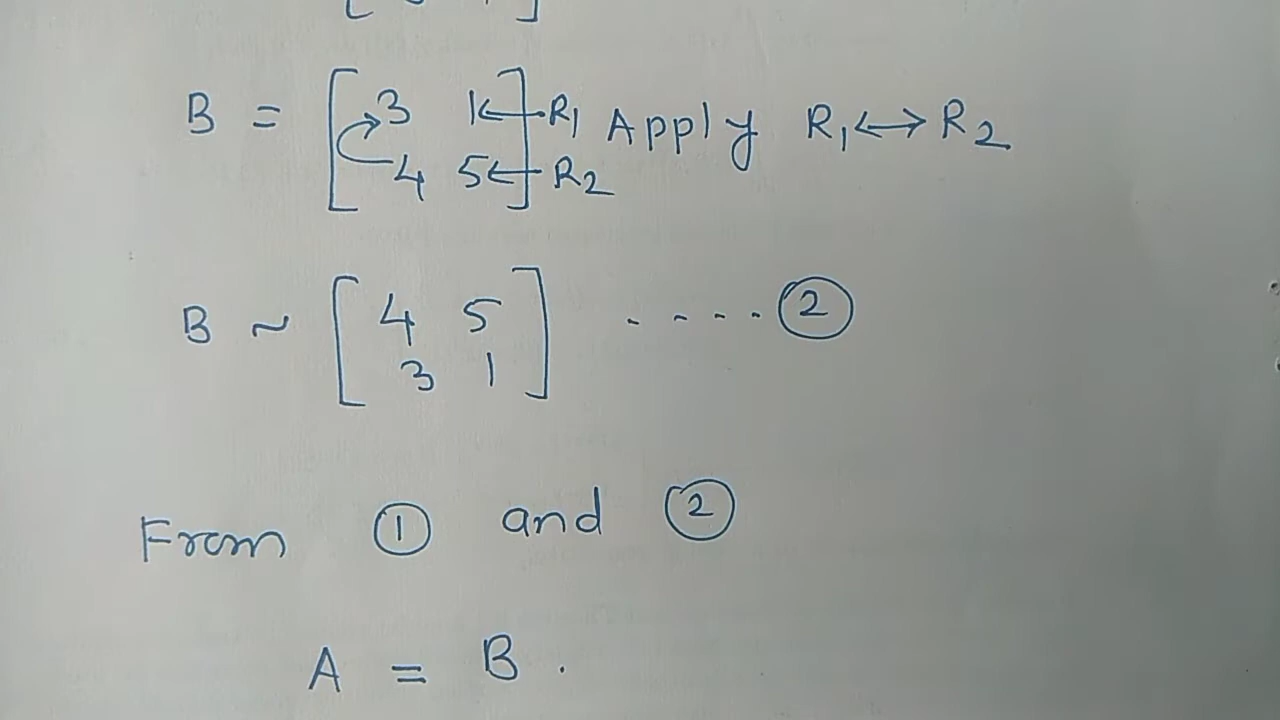 B = [ 3 1 ] ← R1 Apply R1 ↔ R2
4 5 ← R2
B ~ [ 4 5 ] ....②
3 1
From ① and ②
A = B .